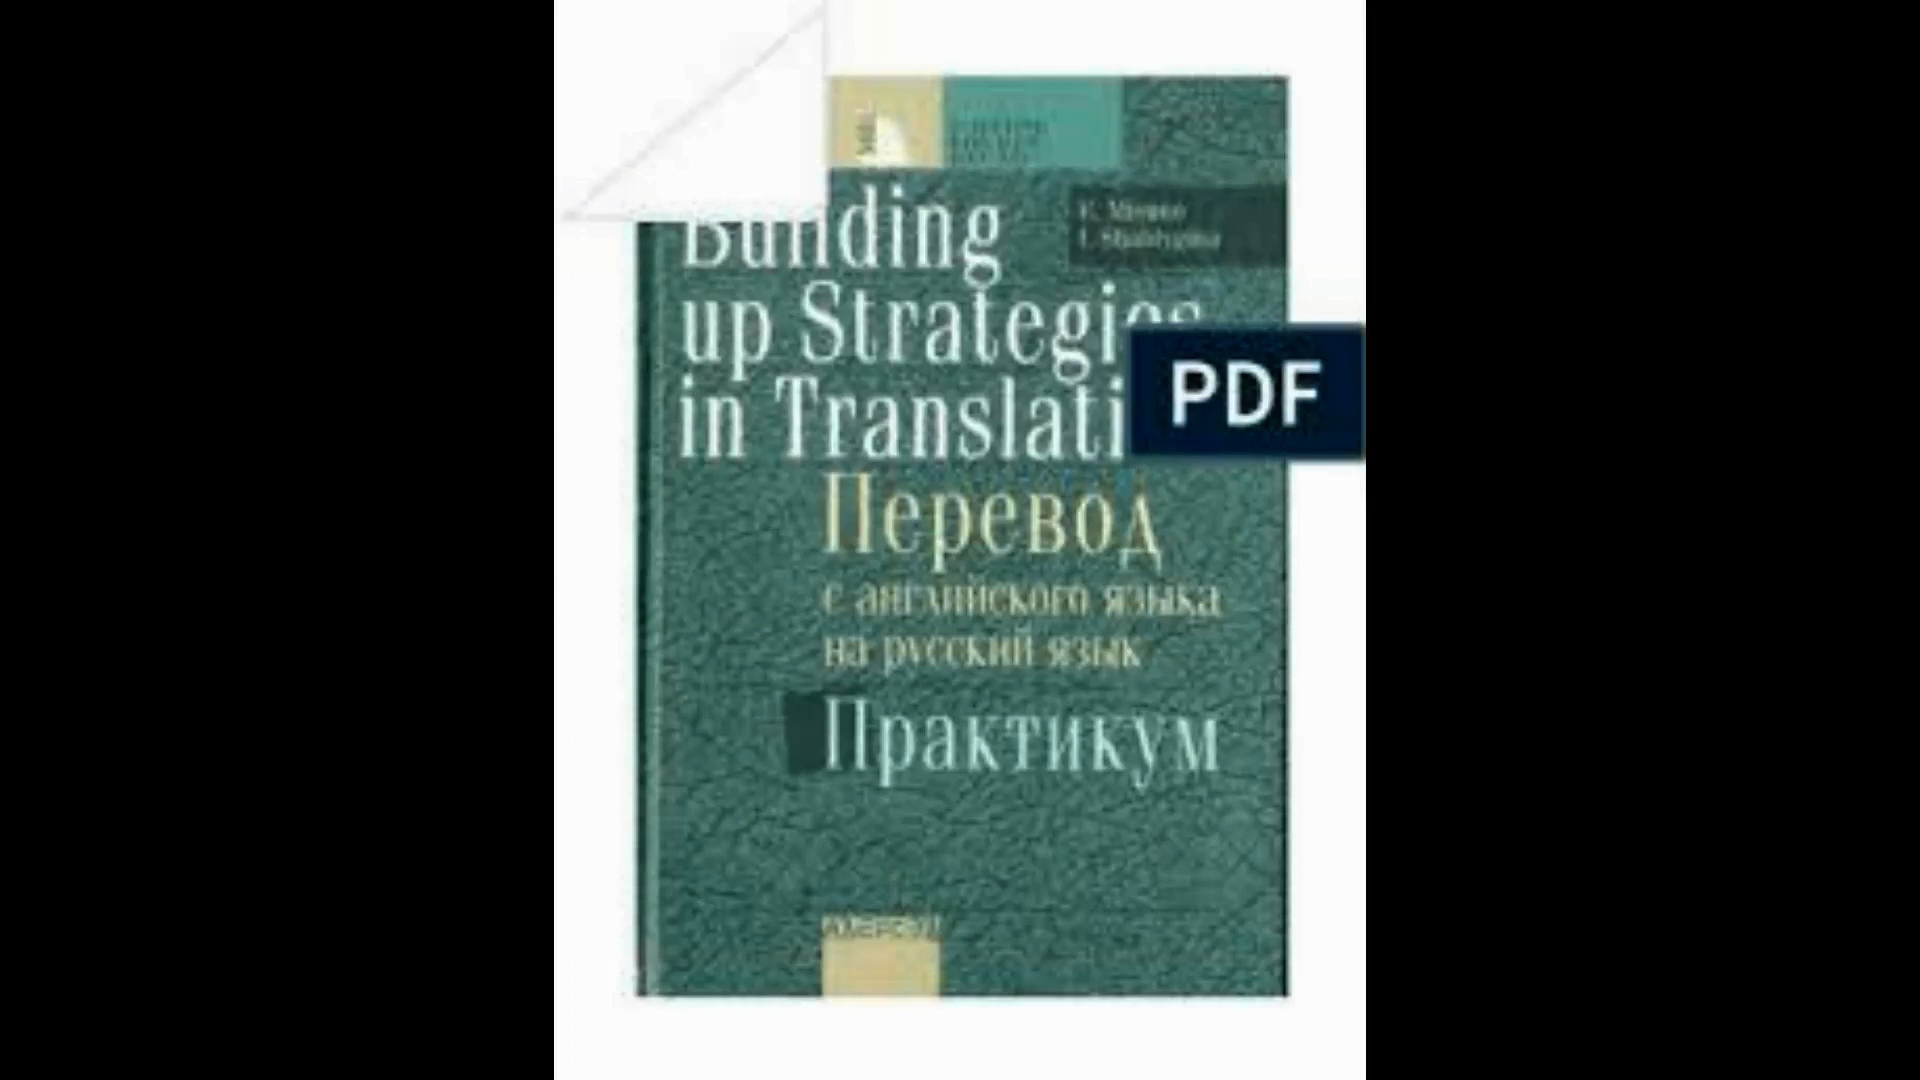 Building
up Strategies
in Translati
PDF
Перевод
с английского языка
на русский язык
Практикум